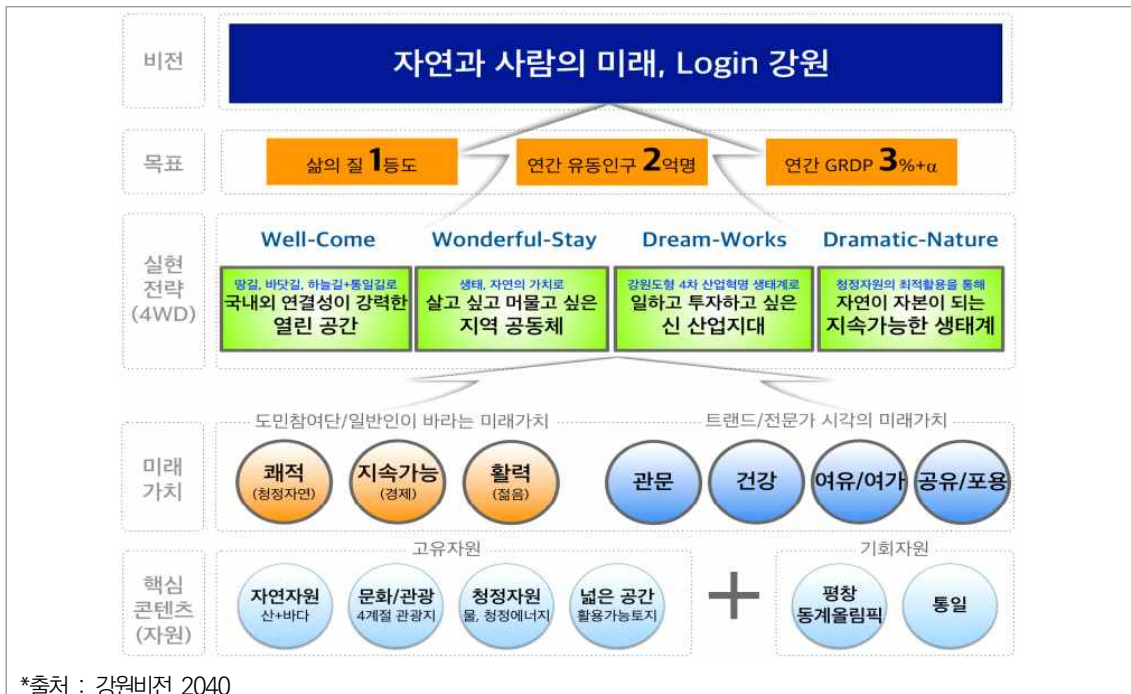 비전
자연과 사람의 미래, Login 강원
목표
삶의 질 1등도
연간 유동인구 2억명
연간 GRDP 3%+α
실현
전략
(4WD)
Well-Come
땅길, 바닷길, 하늘길+통일길로
국내외 연결성이 강력한
열린 공간
Wonderful-Stay
생태, 자연의 가치로
살고 싶고 머물고 싶은
지역 공동체
Dream-Works
강원도형 4차 산업혁명 생태계로
일하고 투자하고 싶은
신 산업지대
Dramatic-Nature
청정자원의 최적활용을 통해
자연이 자본이 되는
지속가능한 생태계
미래
가치
도민참여단/일반인이 바라는 미래가치
쾌적
(청정자연)
지속가능
(경제)
활력
(젊음)
트랜드/전문가 시각의 미래가치
관문
건강
여유/여가
공유/포용
핵심
콘텐츠
(자원)
고유자원
자연자원
산+바다
문화/관광
4계절 관광지
청정자원
물, 청정에너지
넓은 공간
활용가능토지
+
기회자원
평창
동계올림픽
통일
*출처 : 강원비전 2040